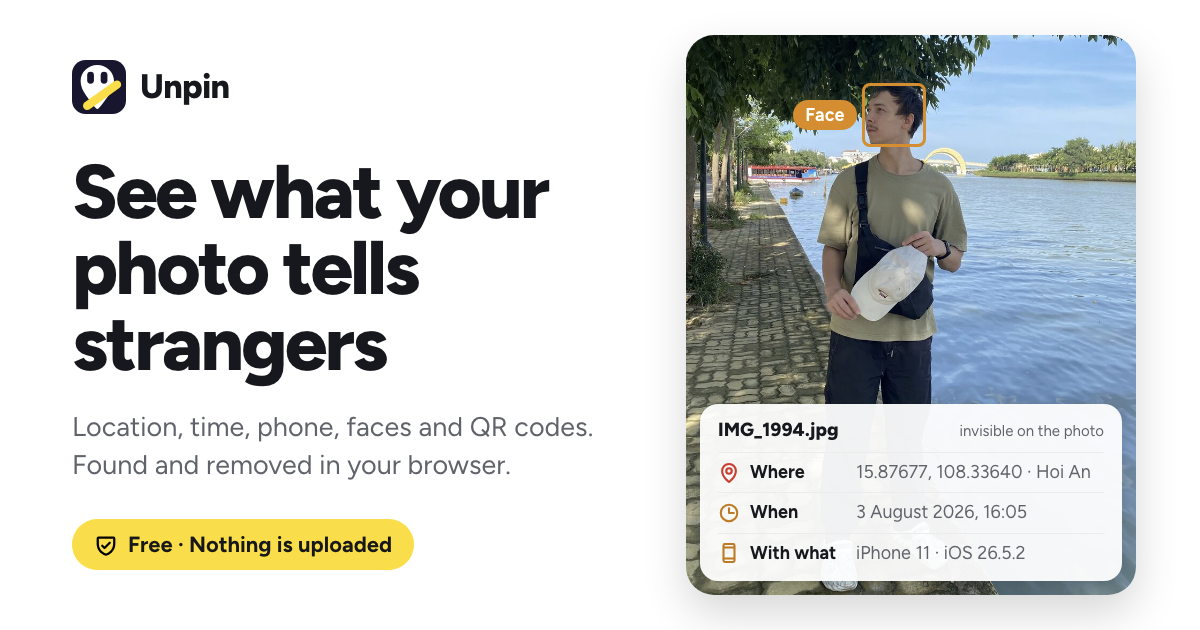 Unpin
See what your
photo tells
strangers
Location, time, phone, faces and QR codes.
Found and removed in your browser.
Free · Nothing is uploaded
Face
IMG_1994.jpg
invisible on the photo
Where
15.87677, 108.33640 · Hoi An
When
3 August 2026, 16:05
With what
iPhone 11 · iOS 26.5.2